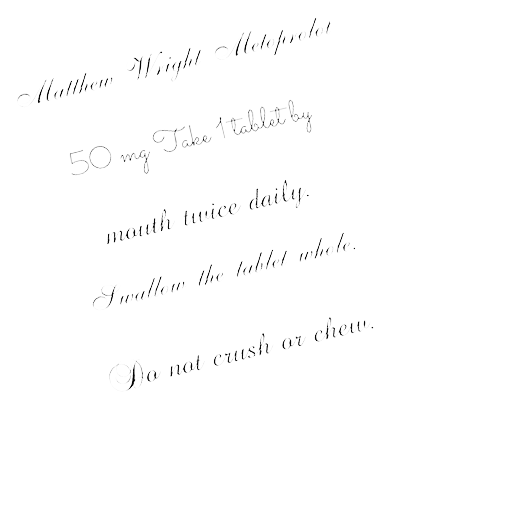 Matthew Wright Metoprolol
50 mg Take 1 tablet by
mouth twice daily.
Swallow the tablet whole.
Do not crush or chew.